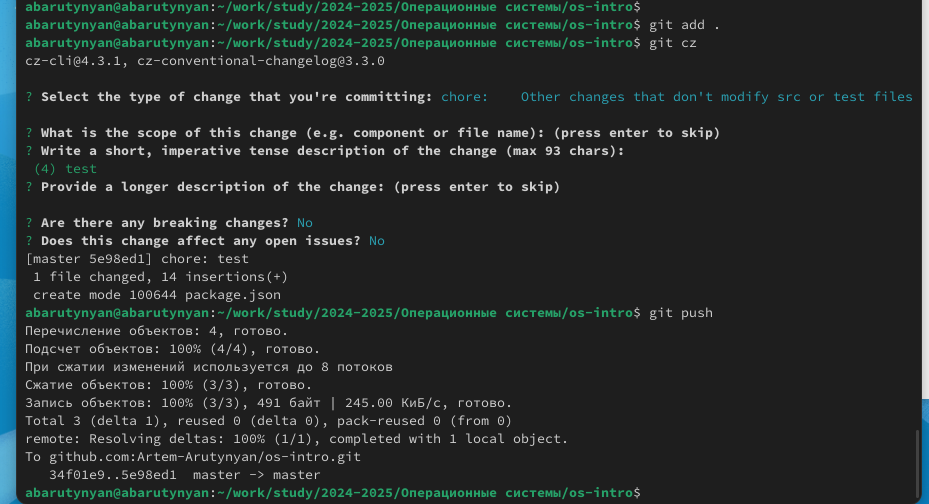 abarutynyan@abarutynyan:~/work/study/2024-2025/Операционные системы/os-intro$
abarutynyan@abarutynyan:~/work/study/2024-2025/Операционные системы/os-intro$ git add .
abarutynyan@abarutynyan:~/work/study/2024-2025/Операционные системы/os-intro$ git cz
cz-cli@4.3.1, cz-conventional-changelog@3.3.0
? Select the type of change that you're committing: chore:    Other changes that don't modify src or test files
? What is the scope of this change (e.g. component or file name): (press enter to skip)
? Write a short, imperative tense description of the change (max 93 chars):
 (4) test
? Provide a longer description of the change: (press enter to skip)
? Are there any breaking changes? No
? Does this change affect any open issues? No
[master 5e98ed1] chore: test
 1 file changed, 14 insertions(+)
 create mode 100644 package.json
abarutynyan@abarutynyan:~/work/study/2024-2025/Операционные системы/os-intro$ git push
Перечисление объектов: 4, готово.
Подсчет объектов: 100% (4/4), готово.
При сжатии изменений используется до 8 потоков
Сжатие объектов: 100% (3/3), готово.
Запись объектов: 100% (3/3), 491 байт | 245.00 КиБ/с, готово.
Total 3 (delta 1), reused 0 (delta 0), pack-reused 0 (from 0)
remote: Resolving deltas: 100% (1/1), completed with 1 local object.
To github.com:Artem-Arutynyan/os-intro.git
   34f01e9..5e98ed1  master -> master
abarutynyan@abarutynyan:~/work/study/2024-2025/Операционные системы/os-intro$